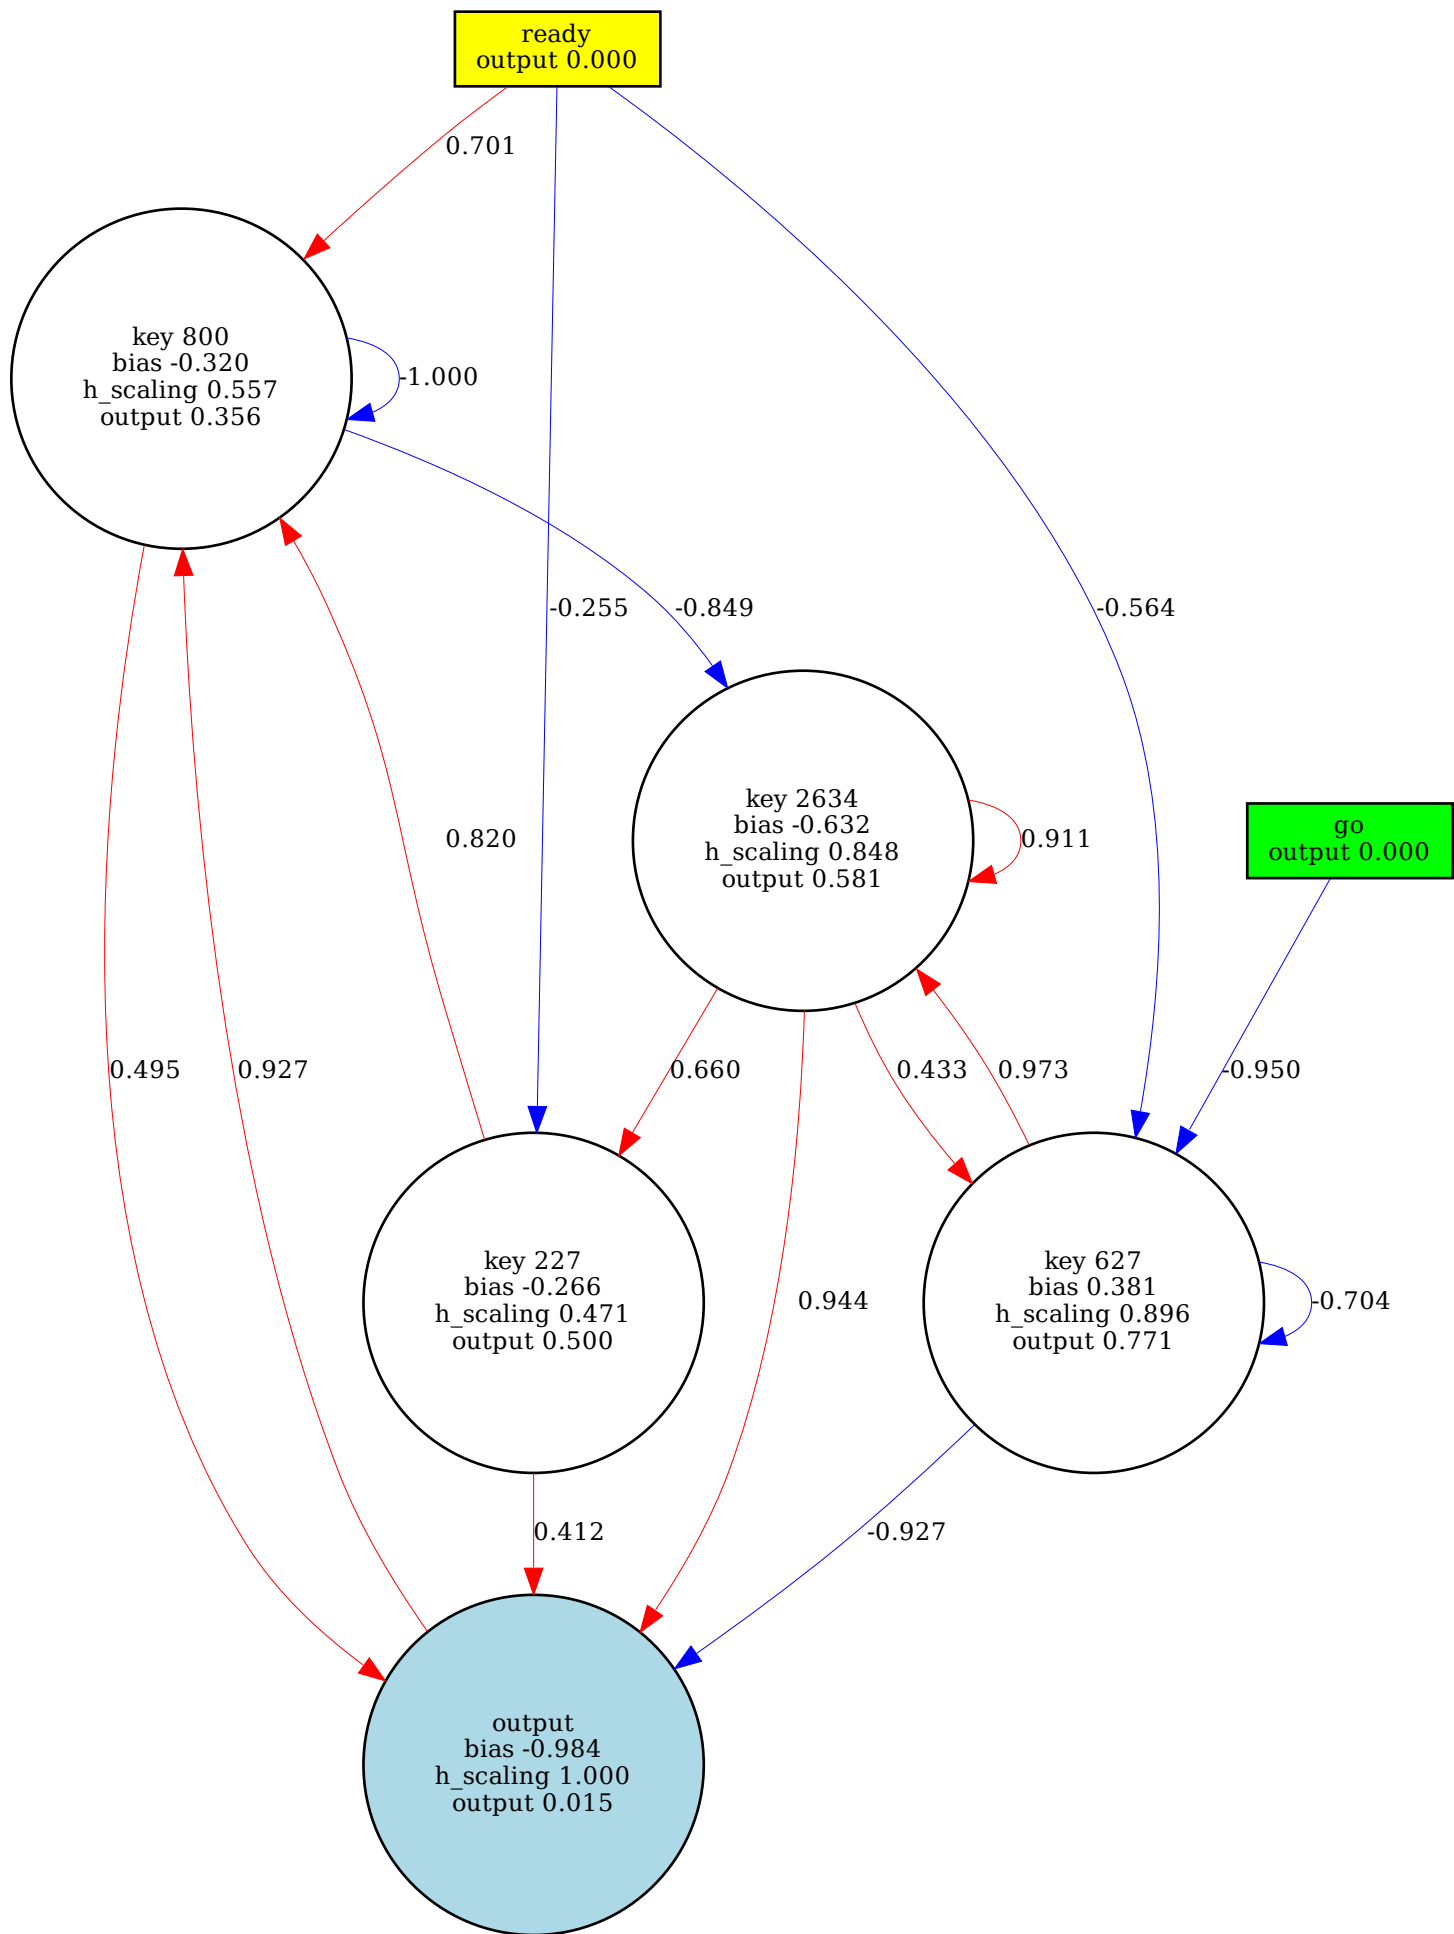 ready
output 0.000
0.701
key 800
bias -0.320
h_scaling 0.557
output 0.356
-1.000
-0.255
-0.849
-0.564
key 2634
bias -0.632
h_scaling 0.848
output 0.581
0.911
go
output 0.000
0.820
0.495
0.927
0.660
0.433
0.973
-0.950
key 227
bias -0.266
h_scaling 0.471
output 0.500
0.944
key 627
bias 0.381
h_scaling 0.896
output 0.771
-0.704
0.412
-0.927
output
bias -0.984
h_scaling 1.000
output 0.015